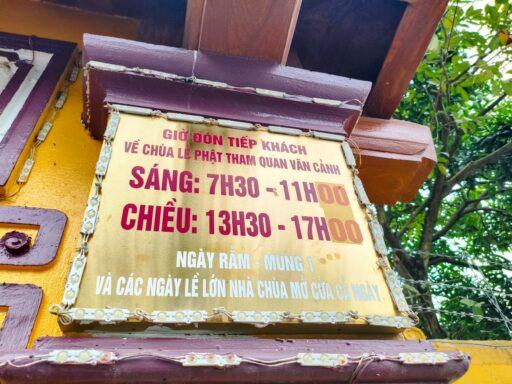 GIỜ ĐÓN TIẾP KHÁCH
VỀ CHÙA LỄ PHẬT THAM QUAN VÃN CẢNH
SÁNG: 7H30 - 11H00
CHIỀU: 13H30 - 17H00
NGÀY RẰM - MÙNG 1
VÀ CÁC NGÀY LỄ LỚN NHÀ CHÙA MỞ CỬA CẢ NGÀY